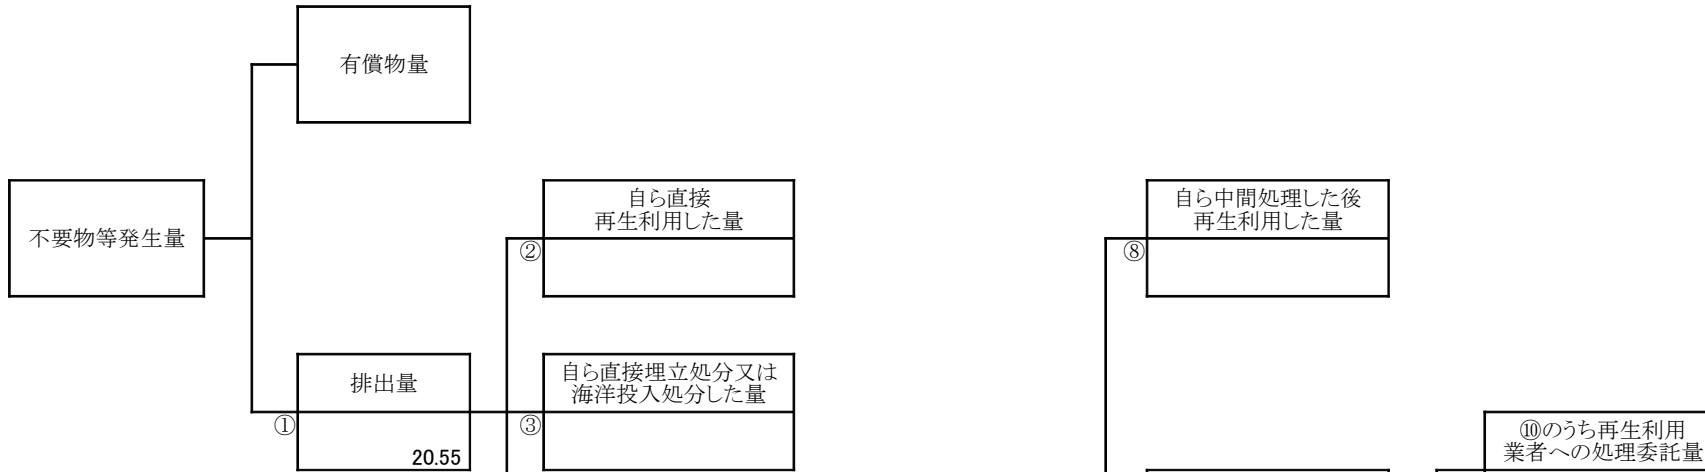 有償物量
不要物等発生量
自ら直接
再生利用した量
②
自ら中間処理した後
再生利用した量
⑧
排出量
①
20.55
自ら直接埋立処分又は
海洋投入処分した量
③
⑩のうち再生利用
業者への処理委託量